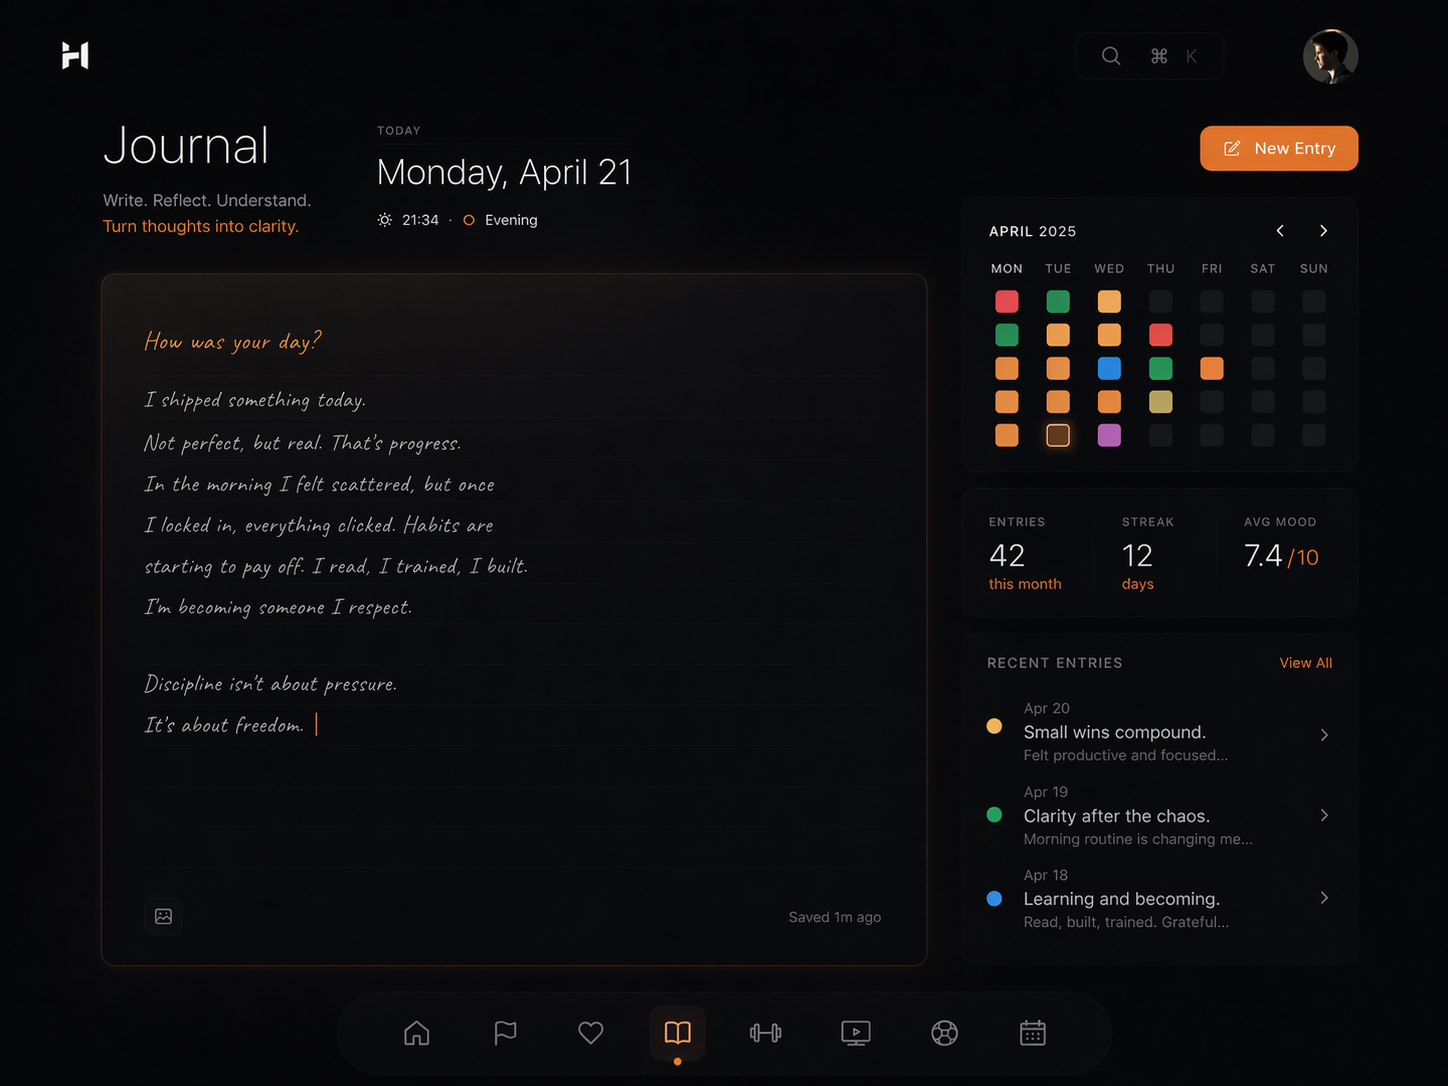 ⌘ K
Journal
Write. Reflect. Understand.
Turn thoughts into clarity.
TODAY
Monday, April 21
21:34 · Evening
New Entry
How was your day?
I shipped something today.
Not perfect, but real. That's progress.
In the morning I felt scattered, but once
I locked in, everything clicked. Habits are
starting to pay off. I read, I trained, I built.
I'm becoming someone I respect.
Discipline isn't about pressure.
It's about freedom.
Saved 1m ago
APRIL 2025
MON TUE WED THU FRI SAT SUN
ENTRIES STREAK AVG MOOD
42 12 7.4 /10
this month days
RECENT ENTRIES View All
Apr 20
Small wins compound.
Felt productive and focused...
Apr 19
Clarity after the chaos.
Morning routine is changing me...
Apr 18
Learning and becoming.
Read, built, trained. Grateful...